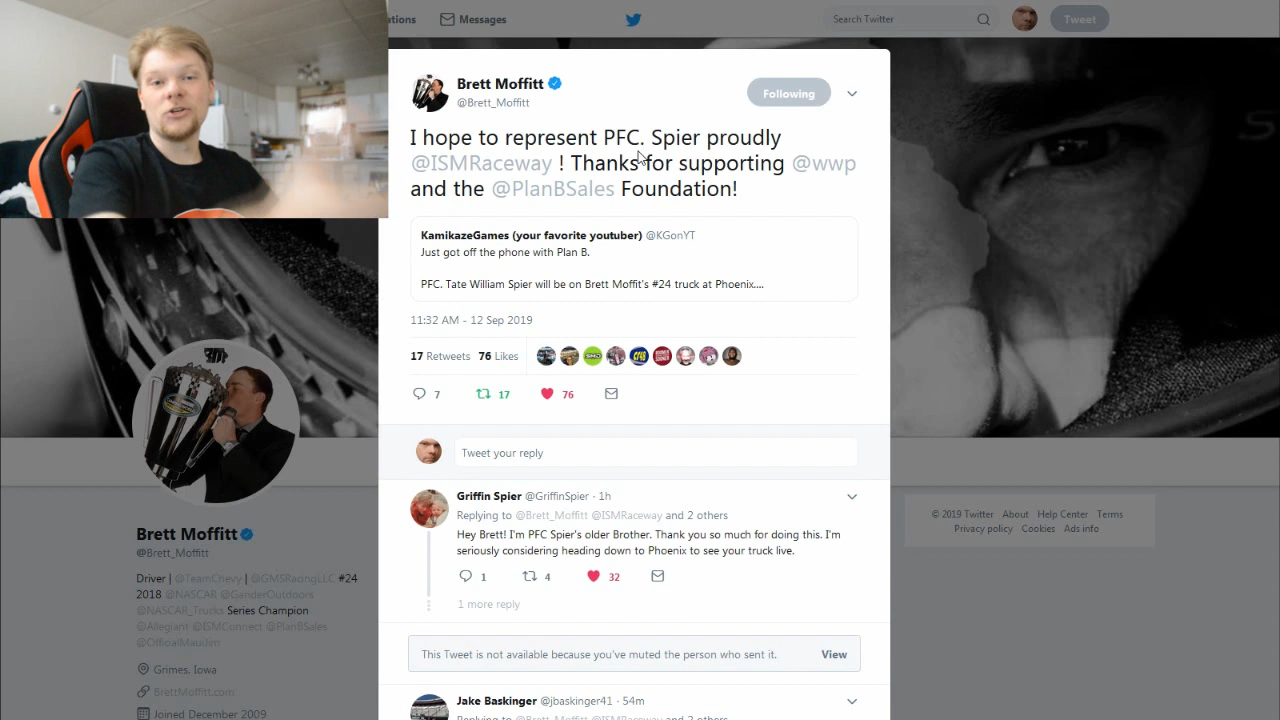 ations
Messages
Search Twitter
Tweet
Brett Moffitt
@Brett_Moffitt
Following
I hope to represent PFC. Spier proudly
@ISMRaceway ! Thanks for supporting @wwp
and the @PlanBSales Foundation!
KamikazeGames (your favorite youtuber) @KGonYT
Just got off the phone with Plan B.
PFC. Tate William Spier will be on Brett Moffit's #24 truck at Phoenix....
11:32 AM - 12 Sep 2019
17 Retweets 76 Likes
7 17 76
Tweet your reply
Griffin Spier @GriffinSpier · 1h
Replying to @Brett_Moffitt @ISMRaceway and 2 others
Hey Brett! I'm PFC Spier's older Brother. Thank you so much for doing this. I'm
seriously considering heading down to Phoenix to see your truck live.
1 4 32
1 more reply
This Tweet is not available because you've muted the person who sent it.
View
Jake Baskinger @jbaskinger41 · 54m
Replying to @Brett_Moffitt @ISMRaceway and 2 others
Brett Moffitt
@Brett_Moffitt
Driver | @TeamChevy | @GMSRacingLLC #24
2018 @NASCAR @GanderOutdoors
@NASCAR_Trucks Series Champion
@Allegiant @ISMConnect @PlanBSales
@OfficialMauiJim
Grimes, Iowa
BrettMoffitt.com
Joined December 2009
© 2019 Twitter About Help Center Terms
Privacy policy Cookies Ads info